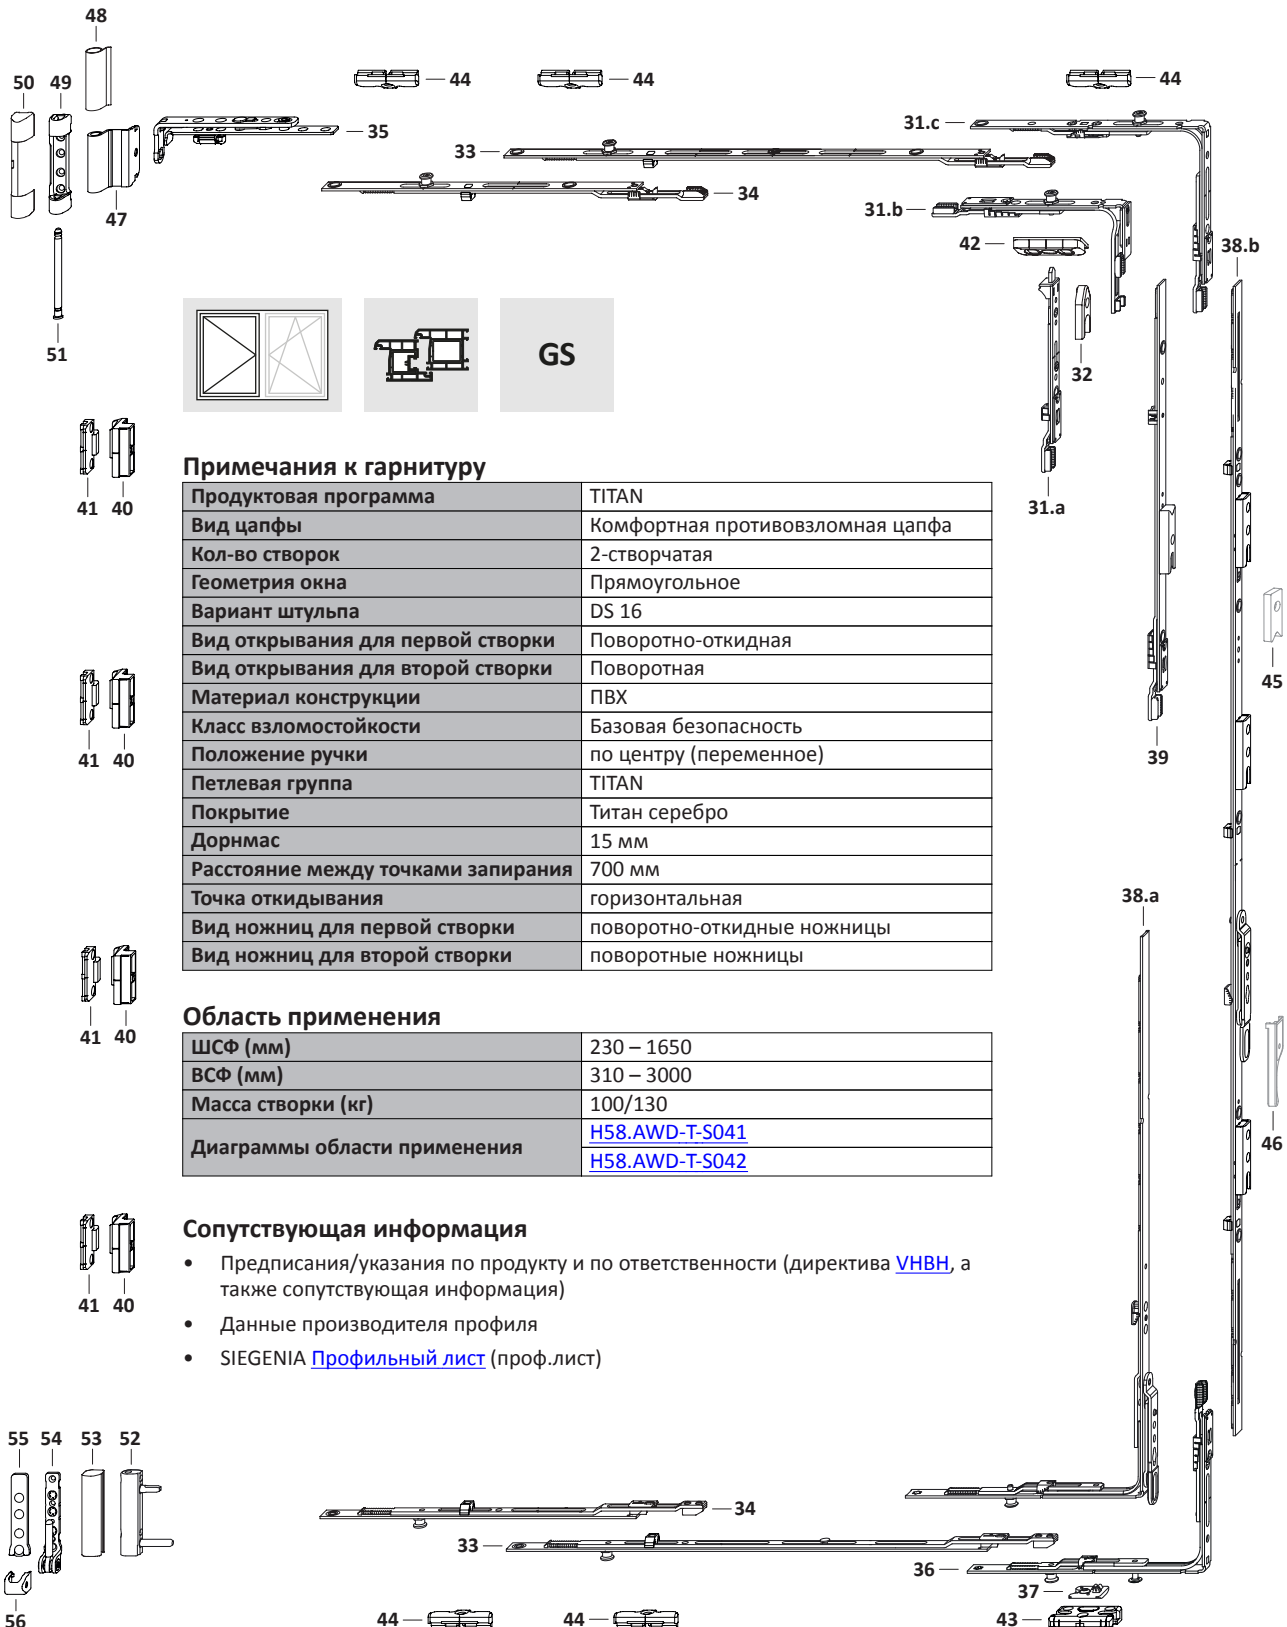 48
50 49
44
44
44
35
31.c
33
34
47
31.b
42
38.b
51
GS
32
41 40
31.a
Примечания к гарнитуру
Продуктовая программа TITAN
Вид цапфы Комфортная противовзломная цапфа
Кол-во створок 2-створчатая
Геометрия окна Прямоугольное
Вариант штульпа DS 16
Вид открывания для первой створки Поворотно-откидная
Вид открывания для второй створки Поворотная
Материал конструкции ПВХ
Класс взломостойкости Базовая безопасность
Положение ручки по центру (переменное)
Петлевая группа TITAN
Покрытие Титан серебро
Дорнмас 15 мм
Расстояние между точками запирания 700 мм
Точка откидывания горизонтальная
Вид ножниц для первой створки поворотно-откидные ножницы
Вид ножниц для второй створки поворотные ножницы
45
41 40
39
38.a
41 40
Область применения
ШСФ (мм) 230 – 1650
ВСФ (мм) 310 – 3000
Масса створки (кг) 100/130
Диаграммы области применения H58.AWD-T-S041
H58.AWD-T-S042
46
Сопутствующая информация
• Предписания/указания по продукту и по ответственности (директива VHBH, а
также сопутствующая информация)
• Данные производителя профиля
• SIEGENIA Профильный лист (проф.лист)
41 40
55 54 53 52
34
33
36
37
56
44
44
43